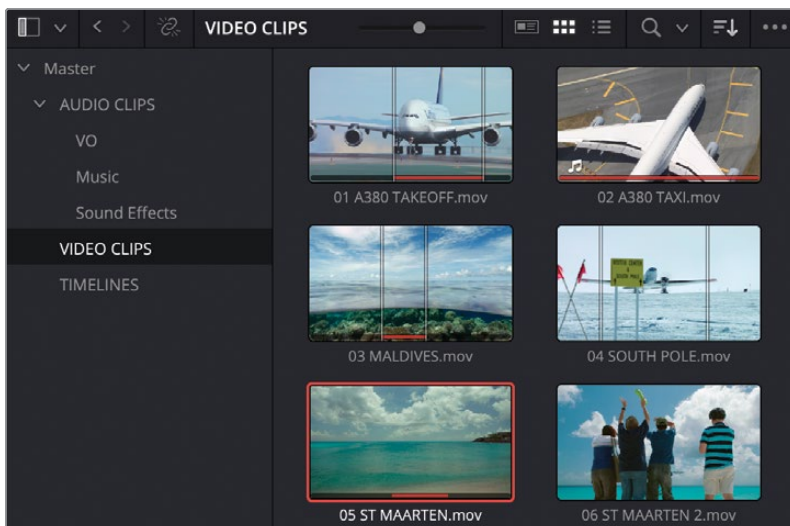 VIDEO CLIPS
Master
AUDIO CLIPS
VO
Music
Sound Effects
VIDEO CLIPS
TIMELINES
01 A380 TAKEOFF.mov
02 A380 TAXI.mov
03 MALDIVES.mov
04 SOUTH POLE.mov
05 ST MAARTEN.mov
06 ST MAARTEN 2.mov